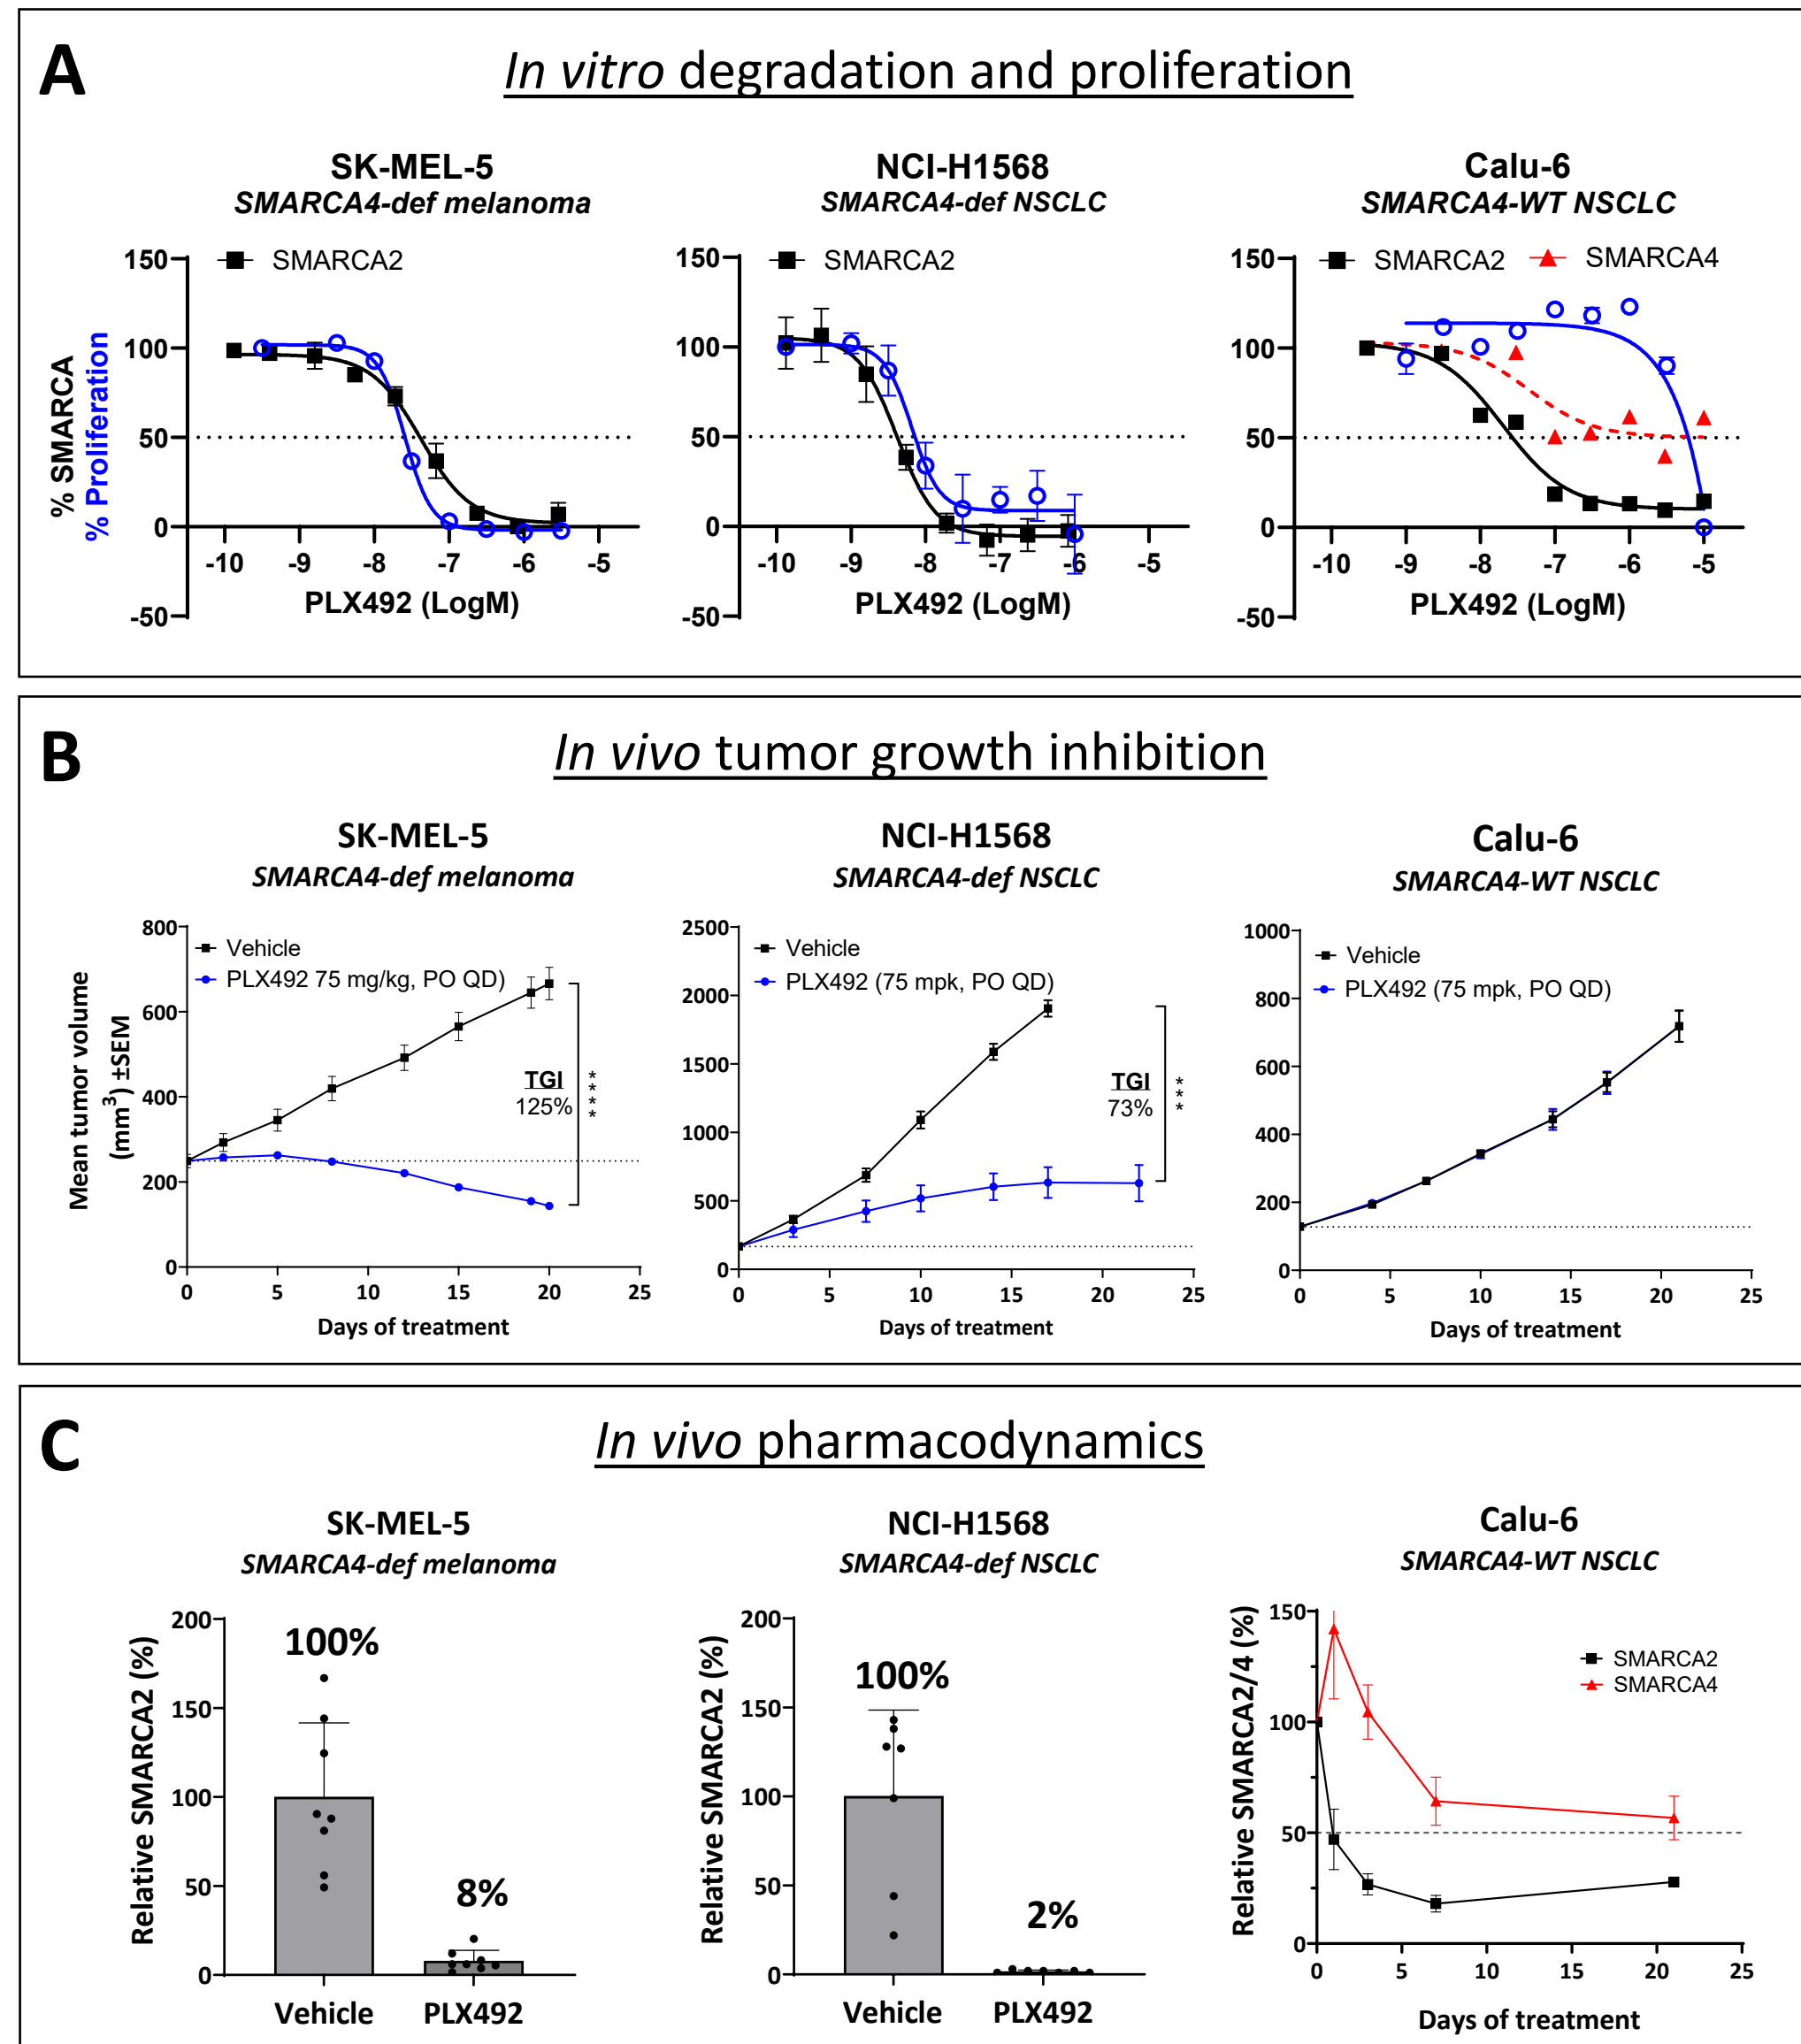 A
In vitro degradation and proliferation
SK-MEL-5
SMARCA4-def melanoma
NCI-H1568
SMARCA4-def NSCLC
Calu-6
SMARCA4-WT NSCLC
% SMARCA
% Proliferation
150
100
50
0
-50
SMARCA2
-10 -9 -8 -7 -6 -5
PLX492 (LogM)
150
100
50
0
-50
SMARCA2
-10 -9 -8 -7 -6 -5
PLX492 (LogM)
150
100
50
0
-50
SMARCA2 SMARCA4
-10 -9 -8 -7 -6 -5
PLX492 (LogM)
B
In vivo tumor growth inhibition
SK-MEL-5
SMARCA4-def melanoma
NCI-H1568
SMARCA4-def NSCLC
Calu-6
SMARCA4-WT NSCLC
Mean tumor volume
(mm3) ±SEM
800
600
400
200
0
Vehicle
PLX492 75 mg/kg, PO QD)
TGI
125%
****
0 5 10 15 20 25
Days of treatment
2500
2000
1500
1000
500
0
Vehicle
PLX492 (75 mpk, PO QD)
TGI
73%
***
0 5 10 15 20 25
Days of treatment
1000
800
600
400
200
0
Vehicle
PLX492 (75 mpk, PO QD)
0 5 10 15 20 25
Days of treatment
C
In vivo pharmacodynamics
SK-MEL-5
SMARCA4-def melanoma
NCI-H1568
SMARCA4-def NSCLC
Calu-6
SMARCA4-WT NSCLC
Relative SMARCA2 (%)
200
150
100
50
0
100%
8%
Vehicle PLX492
Relative SMARCA2 (%)
200
150
100
50
0
100%
2%
Vehicle PLX492
Relative SMARCA2/4 (%)
150
100
50
0
SMARCA2
SMARCA4
0 5 10 15 20 25
Days of treatment